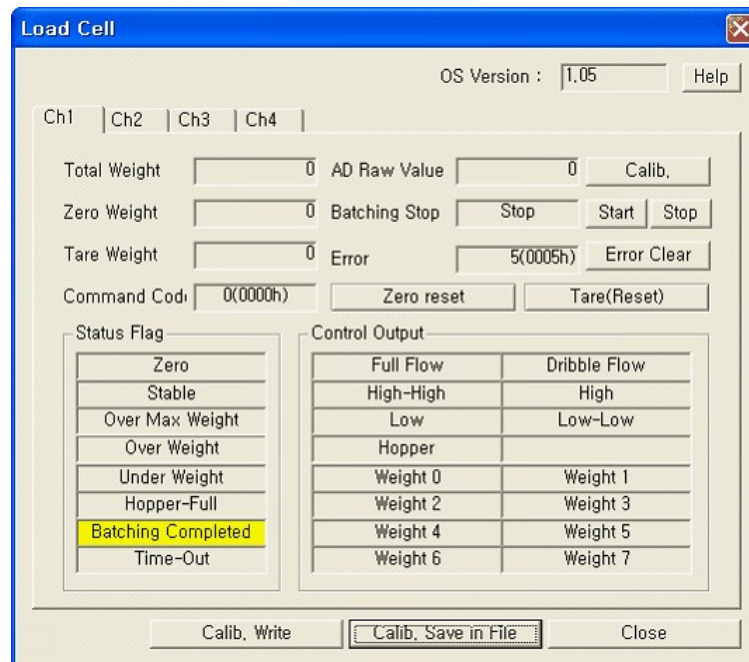 Load Cell
OS Version : 1,05 Help
Ch1 Ch2 Ch3 Ch4
Total Weight 0 AD Raw Value 0 Calib,
Zero Weight 0 Batching Stop Stop Start Stop
Tare Weight 0 Error 5(0005h) Error Clear
Command Cod 0(0000h) Zero reset Tare(Reset)
Status Flag Control Output
Zero Full Flow Dribble Flow
Stable High-High High
Over Max Weight Low Low-Low
Over Weight Hopper
Under Weight Weight 0 Weight 1
Hopper-Full Weight 2 Weight 3
Batching Completed Weight 4 Weight 5
Time-Out Weight 6 Weight 7
Calib, Write Calib, Save in File Close